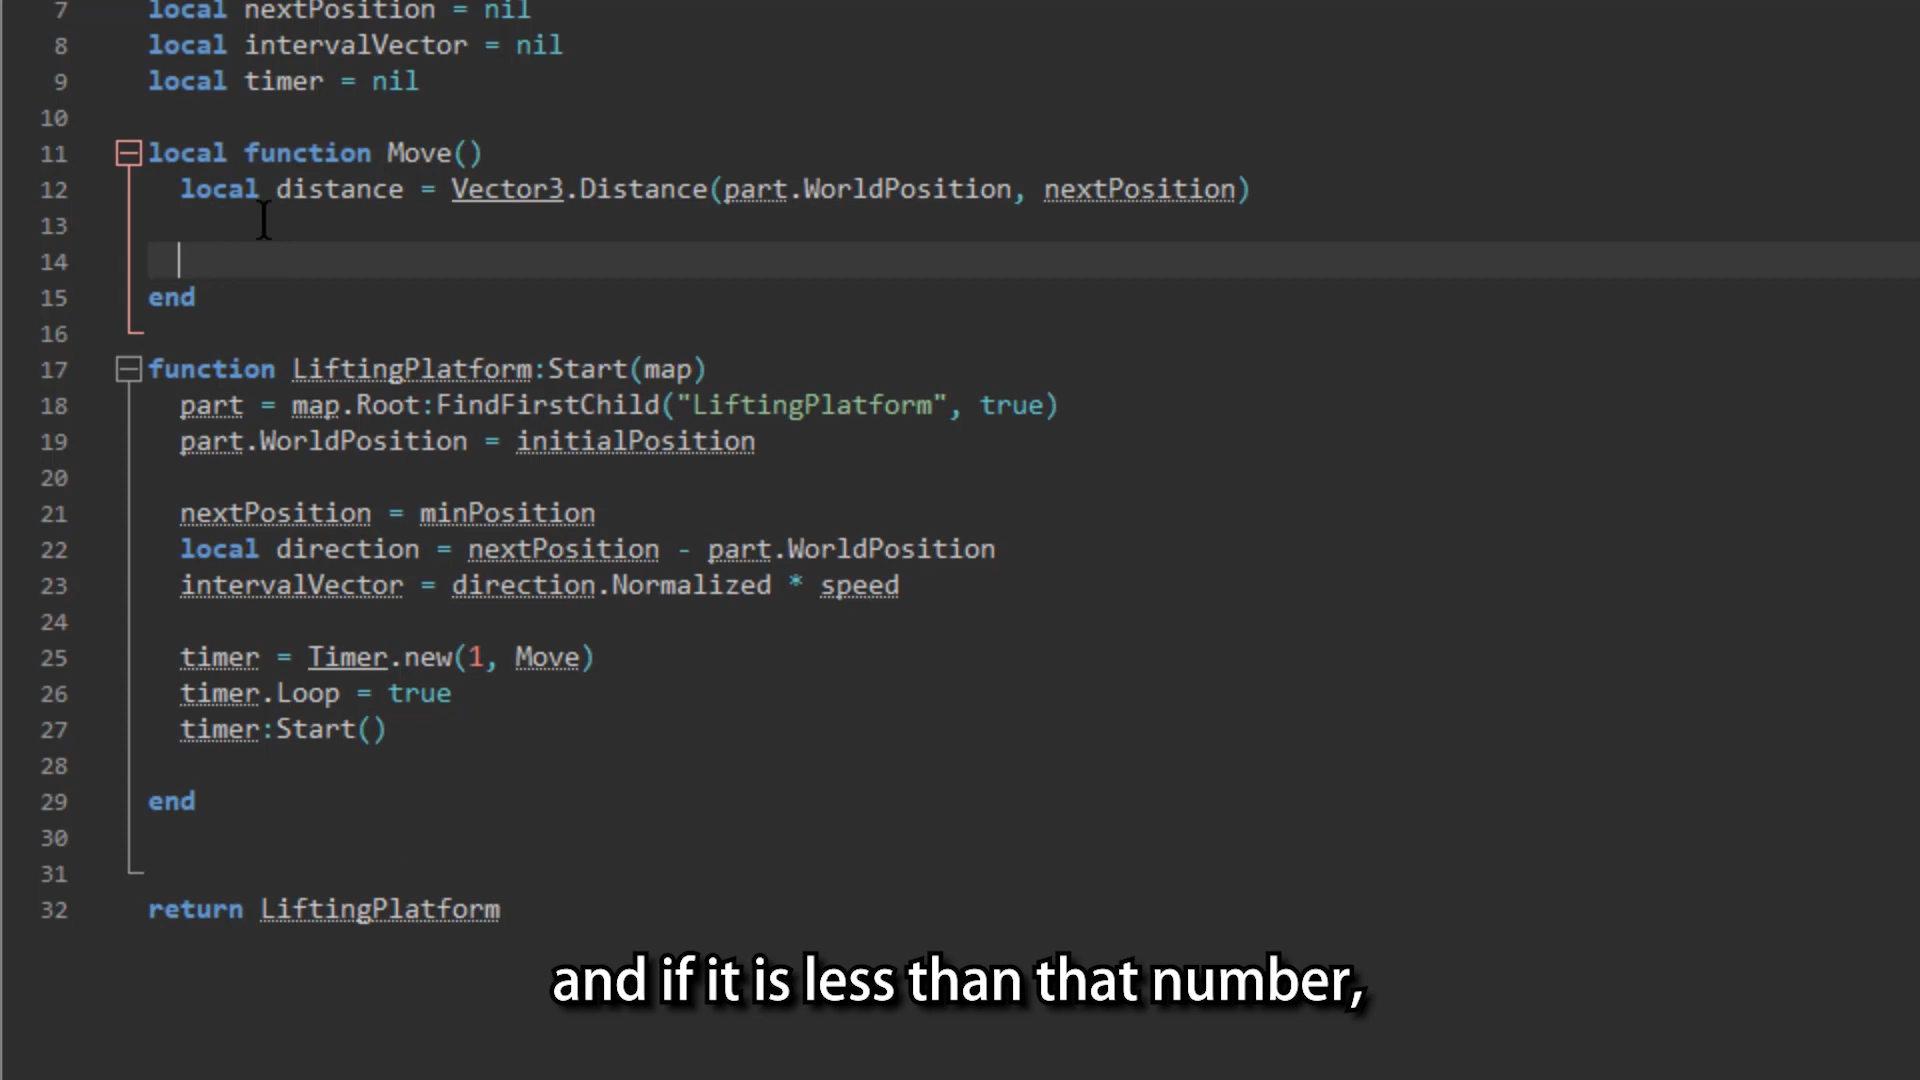 7 local nextPosition = nil
8 local intervalVector = nil
9 local timer = nil
10
11 local function Move()
12 local distance = Vector3.Distance(part.WorldPosition, nextPosition)
13
14
15 end
16
17 function LiftingPlatform:Start(map)
18 part = map.Root:FindFirstChild("LiftingPlatform", true)
19 part.WorldPosition = initialPosition
20
21 nextPosition = minPosition
22 local direction = nextPosition - part.WorldPosition
23 intervalVector = direction.Normalized * speed
24
25 timer = Timer.new(1, Move)
26 timer.Loop = true
27 timer:Start()
28
29 end
30
31
32 return LiftingPlatform
and if it is less than that number,